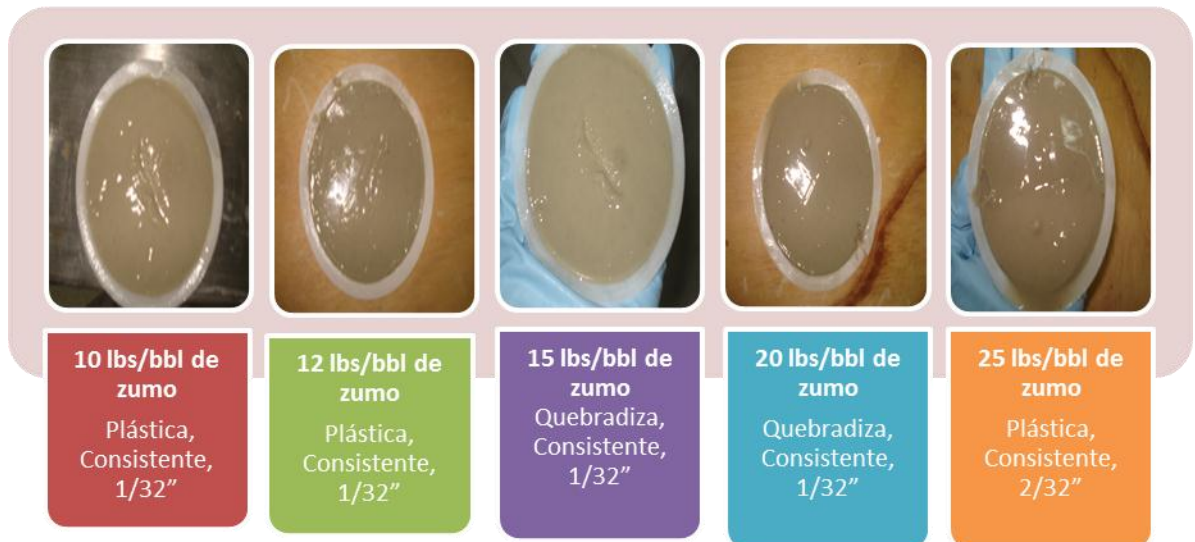 10 lbs/bbl de
zumo
Plástica,
Consistente,
1/32”
12 lbs/bbl de
zumo
Plástica,
Consistente,
1/32”
15 lbs/bbl de
zumo
Quebradiza,
Consistente,
1/32”
20 lbs/bbl de
zumo
Quebradiza,
Consistente,
1/32”
25 lbs/bbl de
zumo
Plástica,
Consistente,
2/32”